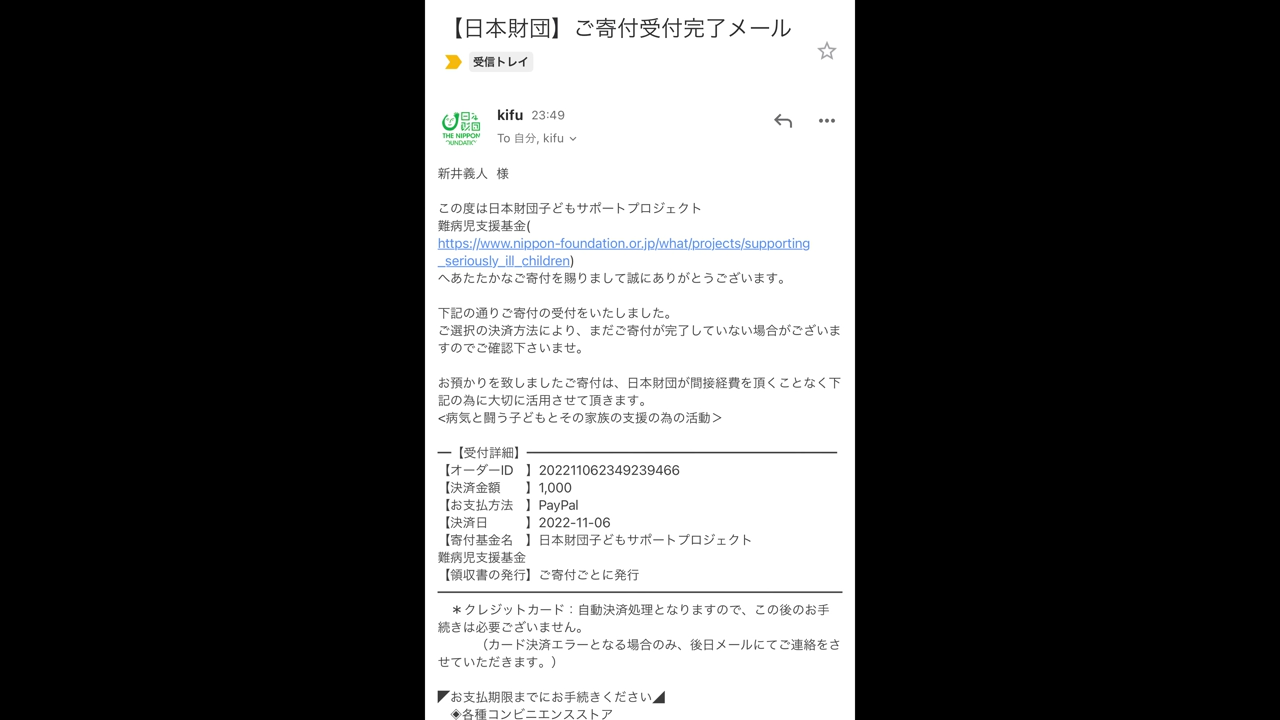 【日本財団】ご寄付受付完了メール
受信トレイ
kifu 23:49
To 自分, kifu
THE NIPPON
新井義人 様
この度は日本財団子どもサポートプロジェクト
難病児支援基金(
https://www.nippon-foundation.or.jp/what/projects/supporting
_seriously_ill_children)
へあたたかなご寄付を賜りまして誠にありがとうございます。
下記の通りご寄付の受付をいたしました。
ご選択の決済方法により、まだご寄付が完了していない場合がございま
すのでご確認下さいませ。
お預かりを致しましたご寄付は、日本財団が間接経費を頂くことなく下
記の為に大切に活用させて頂きます。
<病気と闘う子どもとその家族の支援の為の活動＞
━【受付詳細】━━━━━━━━━━━━━━━━━━━━━━━━━
【オーダーID　】202211062349239466
【決済金額　　】1,000
【お支払方法　】PayPal
【決済日　　　】2022-11-06
【寄付基金名　】日本財団子どもサポートプロジェクト
難病児支援基金
【領収書の発行】ご寄付ごとに発行
━━━━━━━━━━━━━━━━━━━━━━━━━━━━━━━━
＊クレジットカード：自動決済処理となりますので、この後のお手
続きは必要ございません。
（カード決済エラーとなる場合のみ、後日メールにてご連絡をさ
せていただきます。）
◤お支払期限までにお手続きください◢
◈各種コンビニエンスストア